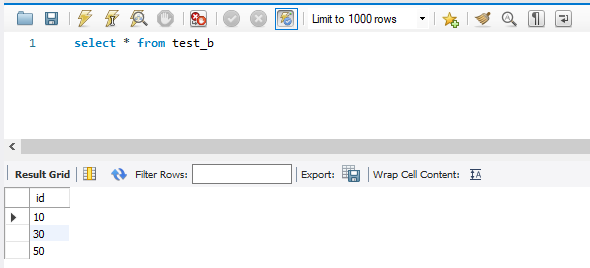 Limit to 1000 rows
1 select * from test_b
Result Grid Filter Rows: Export: Wrap Cell Content:
id
10
30
50